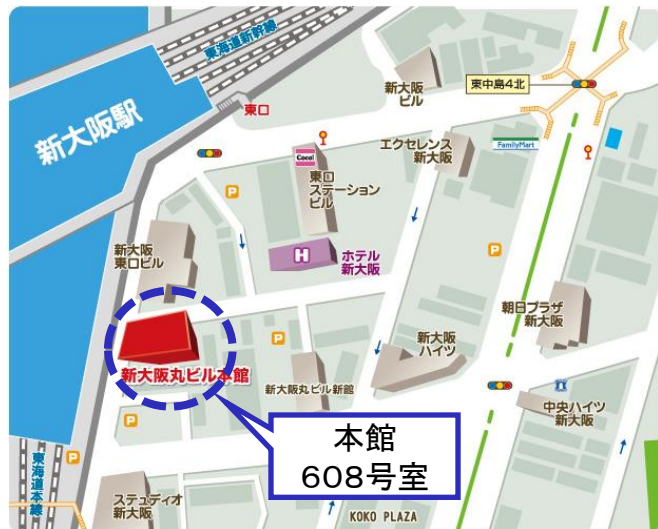 東海道新幹線
新大阪駅
東口
新大阪
ビル
東中島4北
エクセレンス
新大阪
FamilyMart
Coco!
東口
ステーション
ビル
P
H
ホテル
新大阪
新大阪
東口ビル
P
新大阪丸ビル本館
P
新大阪丸ビル新館
新大阪
ハイツ
朝日プラザ
新大阪
中央ハイツ
新大阪
P
P
東海道本線
ステュディオ
新大阪
本館
608号室
KOKO PLAZA